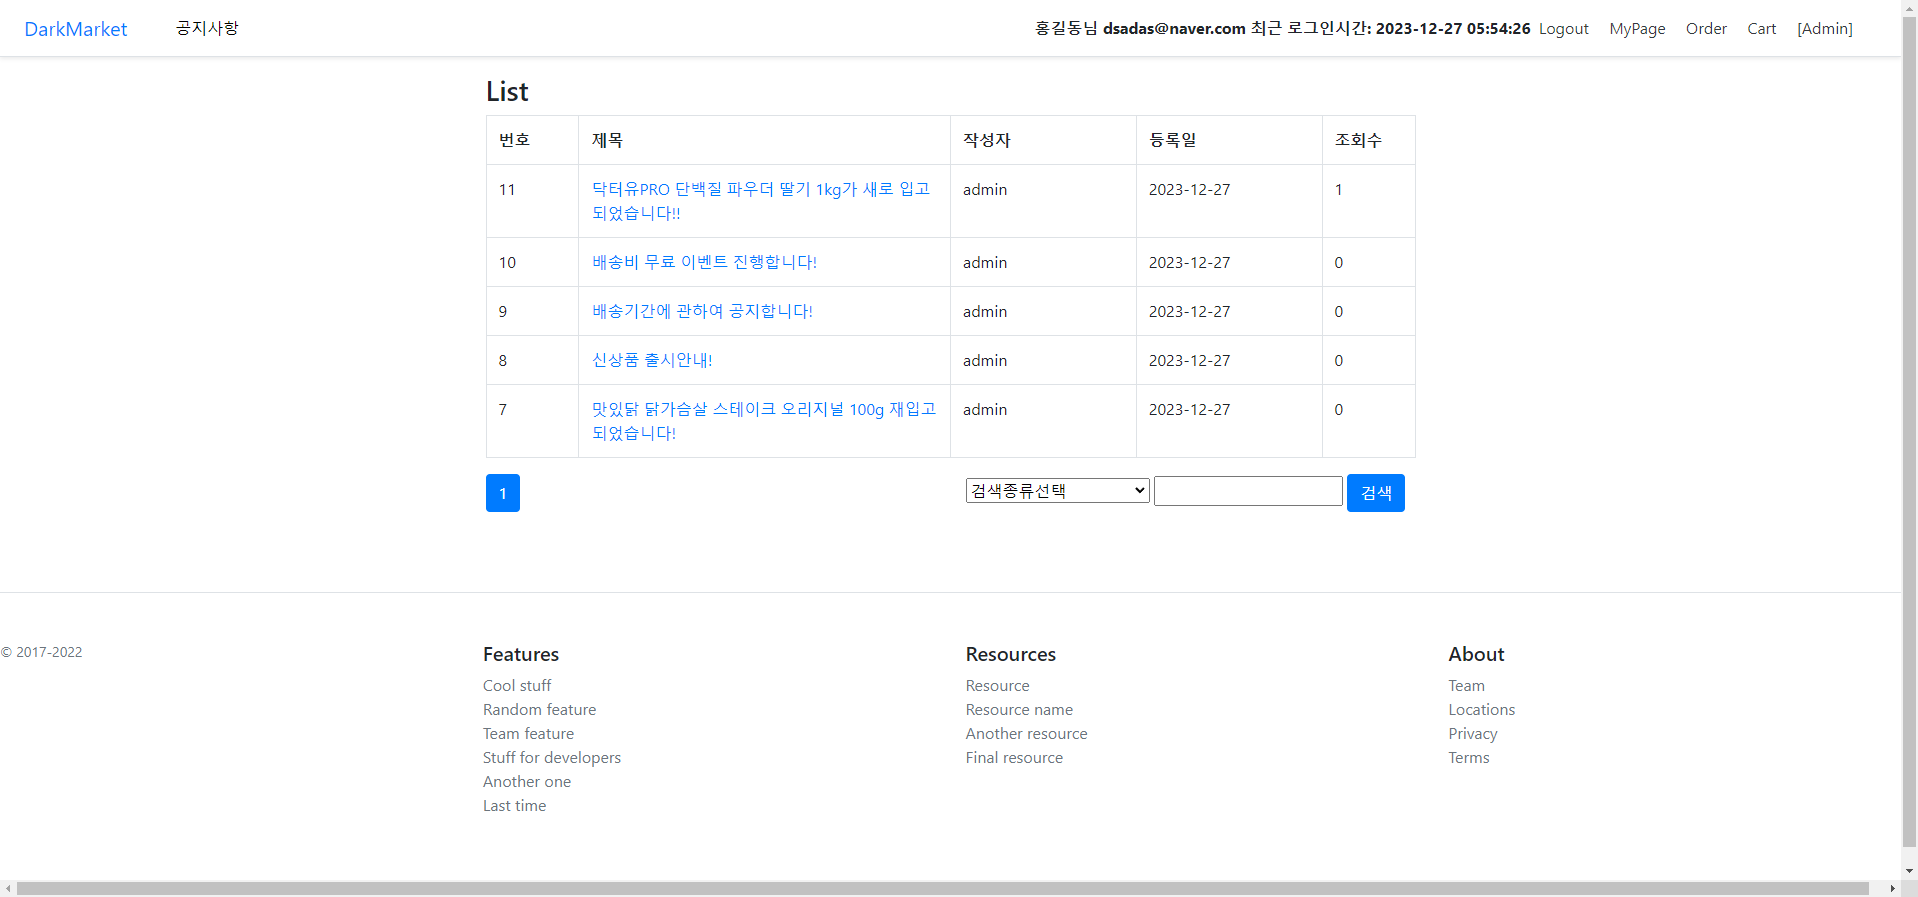 DarkMarket 공지사항 홍길동님 dsadas@naver.com 최근 로그인시간: 2023-12-27 05:54:26 Logout MyPage Order Cart [Admin]
List
번호 제목 작성자 등록일 조회수
11 닥터유PRO 단백질 파우더 딸기 1kg가 새로 입고 admin 2023-12-27 1
되었습니다!!
10 배송비 무료 이벤트 진행합니다! admin 2023-12-27 0
9 배송기간에 관하여 공지합니다! admin 2023-12-27 0
8 신상품 출시안내! admin 2023-12-27 0
7 맛있닭 닭가슴살 스테이크 오리지널 100g 재입고 admin 2023-12-27 0
되었습니다!
1 검색종류선택 검색
© 2017-2022
Features
Cool stuff
Random feature
Team feature
Stuff for developers
Another one
Last time
Resources
Resource
Resource name
Another resource
Final resource
About
Team
Locations
Privacy
Terms